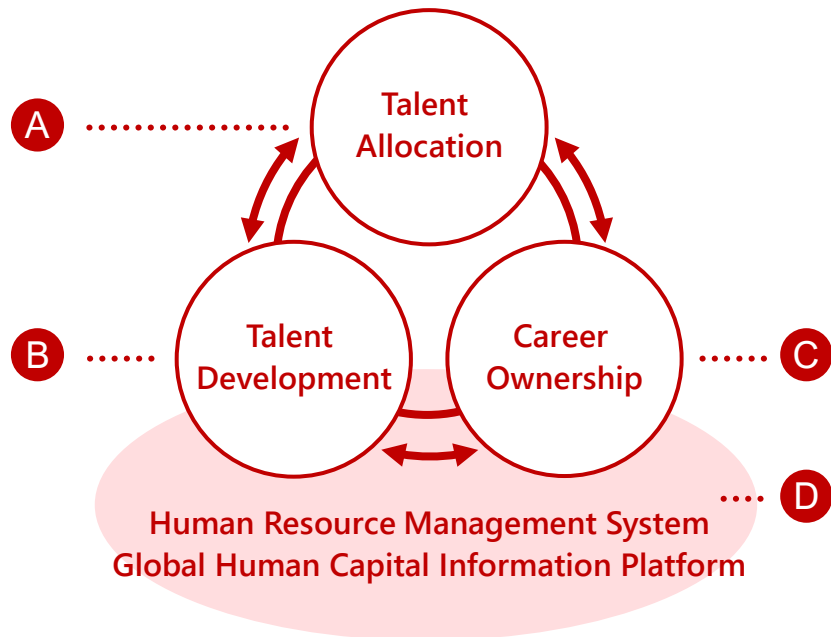 A
Talent
Allocation
B
Talent
Development
Career
Ownership
C
D
Human Resource Management System
Global Human Capital Information Platform